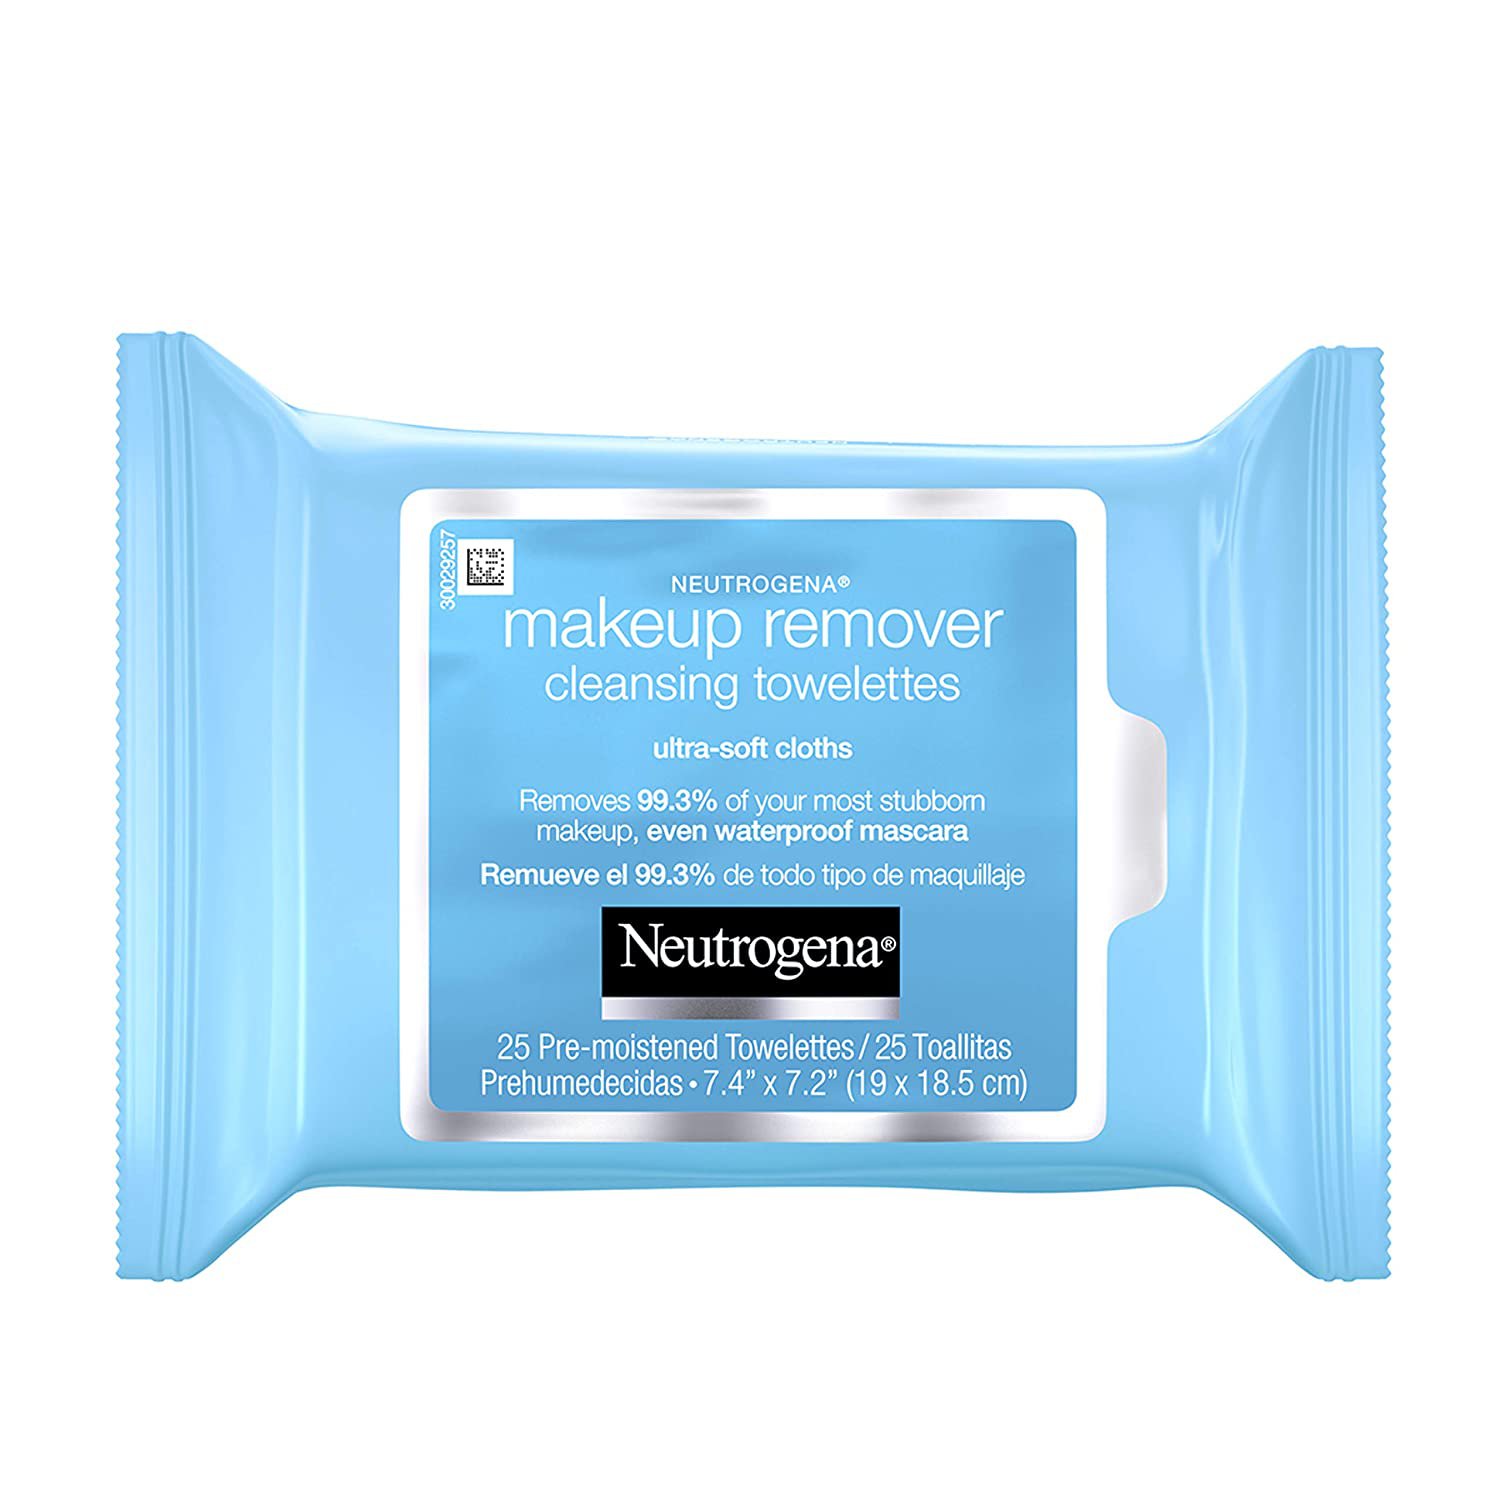 30029257
NEUTROGENA®
makeup remover
cleansing towelettes
ultra-soft cloths
Removes 99.3% of your most stubborn
makeup, even waterproof mascara
Remueve el 99.3% de todo tipo de maquillaje
Neutrogena®
25 Pre-moistened Towelettes / 25 Toallitas
Prehumedecidas • 7.4” x 7.2” (19 x 18.5 cm)